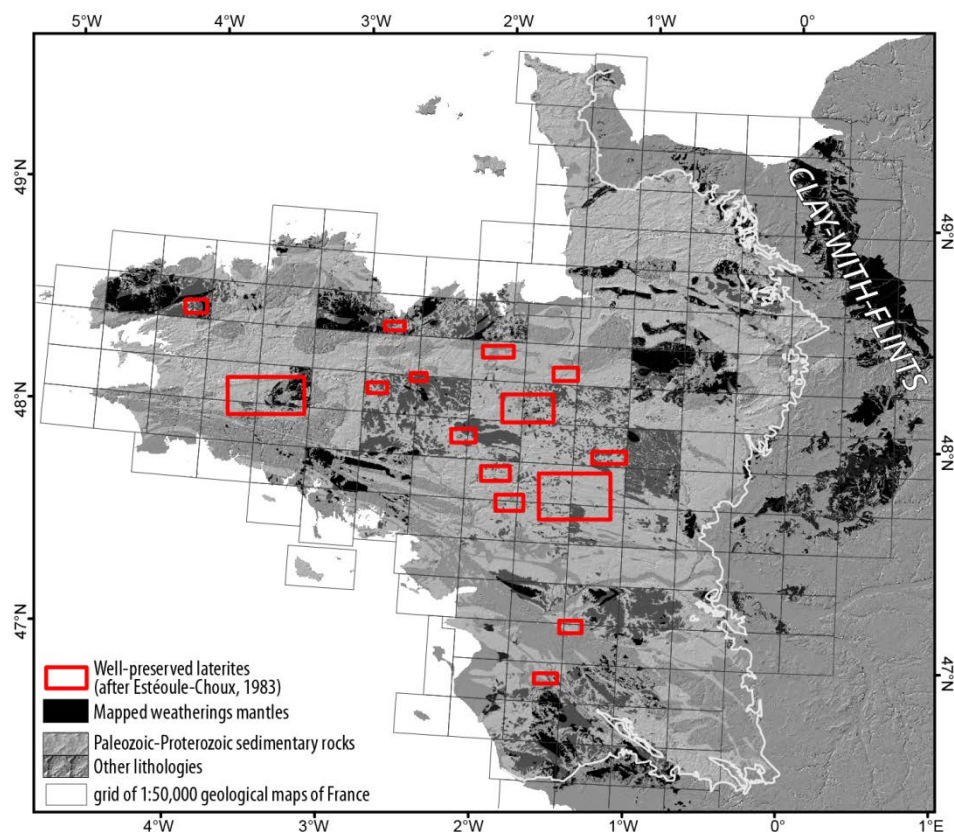 5°W 4°W 3°W 2°W 1°W 0°
49°N
49°N
CLAY-WITH-FLINTS
48°N
48°N
47°N
47°N
Well-preserved laterites
(after Estéoule-Choux, 1983)
Mapped weatherings mantles
Paleozoic-Proterozoic sedimentary rocks
Other lithologies
grid of 1:50,000 geological maps of France
4°W 3°W 2°W 1°W 0° 1°E